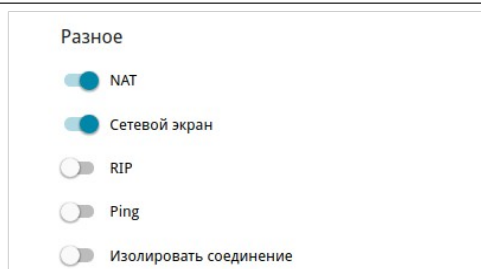 Разное
NAT
Сетевой экран
RIP
Ping
Изолировать соединение